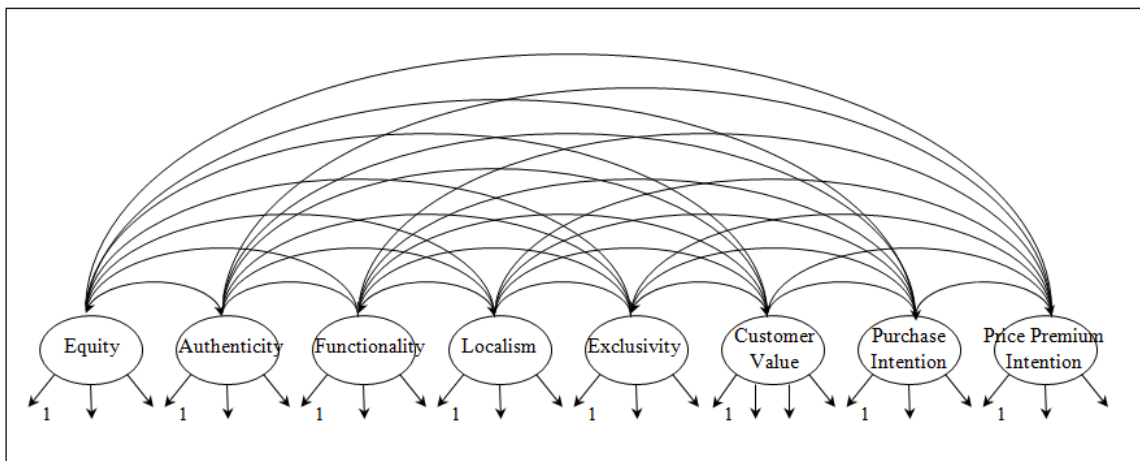 Equity
Authenticity
Functionality
Localism
Exclusivity
Customer
Value
Purchase
Intention
Price Premium
Intention
1
1
1
1
1
1
1
1